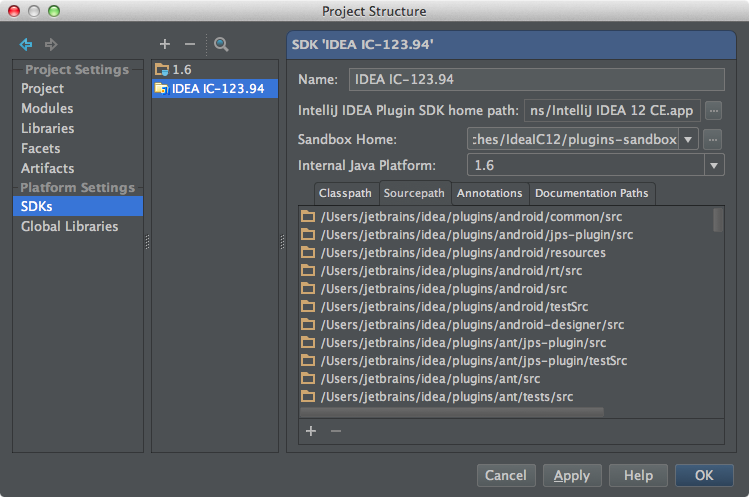 Project Structure
Project Settings
Project
Modules
Libraries
Facets
Artifacts
Platform Settings
SDKs
Global Libraries
1.6
IDEA IC-123.94
SDK 'IDEA IC-123.94'
Name: IDEA IC-123.94
IntelliJ IDEA Plugin SDK home path: ns/IntelliJ IDEA 12 CE.app ...
Sandbox Home: :hes/IdeaIC12/plugins-sandbox ...
Internal Java Platform: 1.6
Classpath Sourcepath Annotations Documentation Paths
/Users/jetbrains/idea/plugins/android/common/src
/Users/jetbrains/idea/plugins/android/jps-plugin/src
/Users/jetbrains/idea/plugins/android/resources
/Users/jetbrains/idea/plugins/android/rt/src
/Users/jetbrains/idea/plugins/android/src
/Users/jetbrains/idea/plugins/android/testSrc
/Users/jetbrains/idea/plugins/android-designer/src
/Users/jetbrains/idea/plugins/ant/jps-plugin/src
/Users/jetbrains/idea/plugins/ant/jps-plugin/testSrc
/Users/jetbrains/idea/plugins/ant/src
/Users/jetbrains/idea/plugins/ant/tests/src
Cancel Apply Help OK